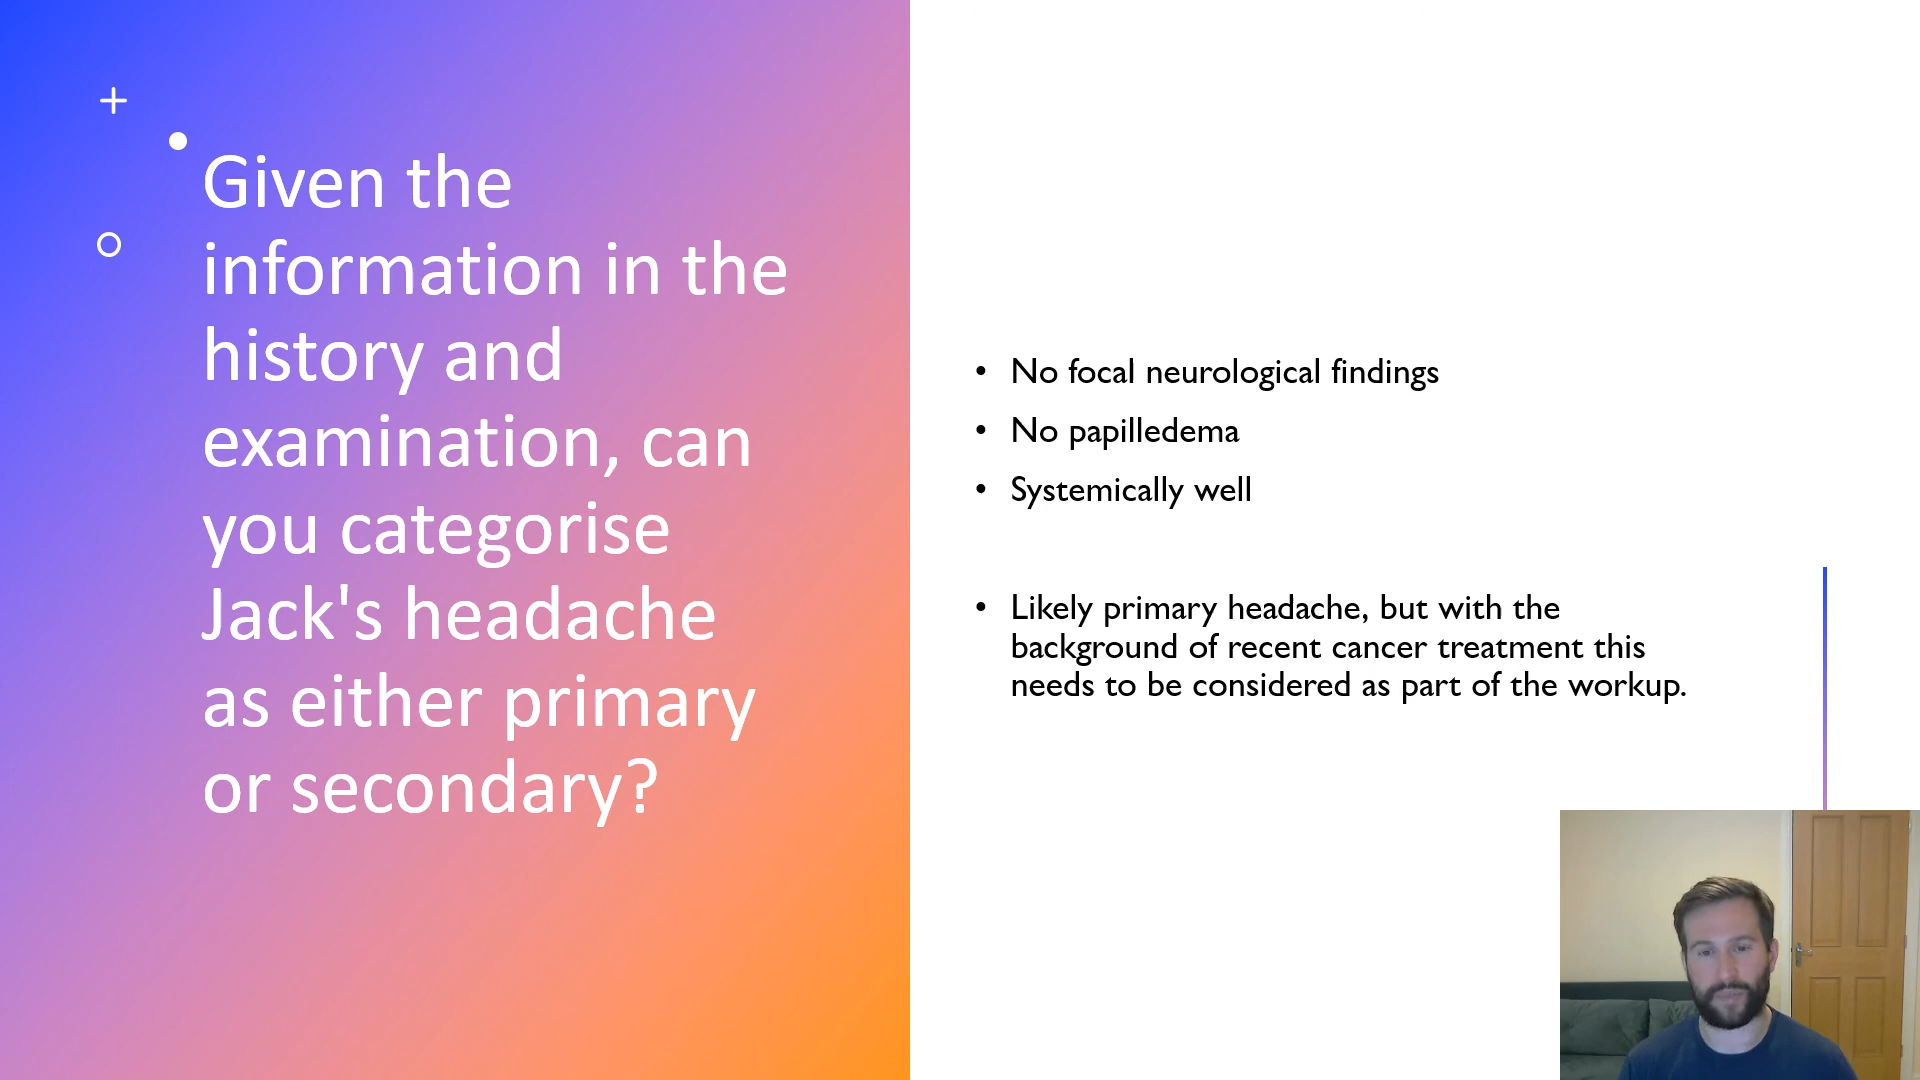 Given the
information in the
history and
examination, can
you categorise
Jack's headache
as either primary
or secondary?
• No focal neurological findings
• No papilledema
• Systemically well
• Likely primary headache, but with the
background of recent cancer treatment this
needs to be considered as part of the workup.